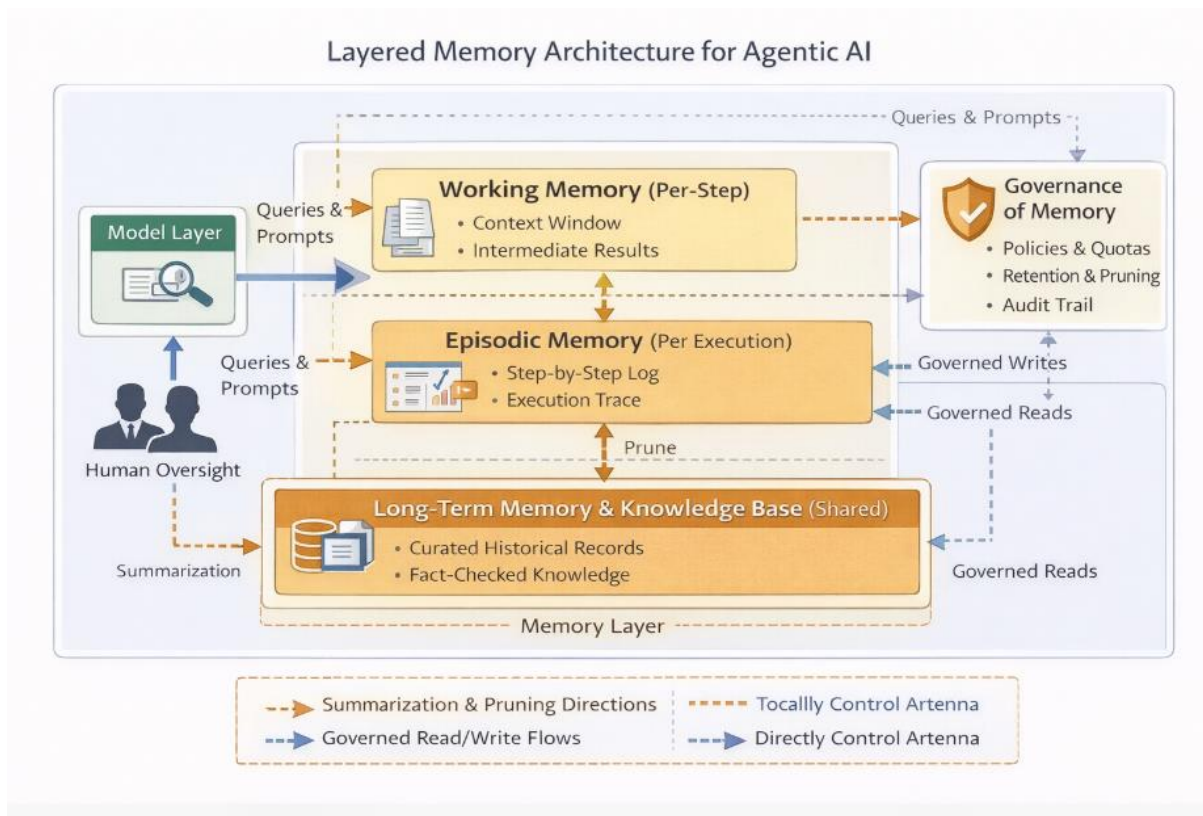 Layered Memory Architecture for Agentic AI
Queries & Prompts
Working Memory (Per-Step)
• Context Window
• Intermediate Results
Governance
of Memory
• Policies & Quotas
• Retention & Pruning
• Audit Trail
Model Layer
Queries &
Prompts
Episodic Memory (Per Execution)
• Step-by-Step Log
• Execution Trace
Queries &
Prompts
Governed Writes
Governed Reads
Human Oversight
Prune
Long-Term Memory & Knowledge Base (Shared)
• Curated Historical Records
• Fact-Checked Knowledge
Summarization
Governed Reads
Memory Layer
Summarization & Pruning Directions
Tocallly Control Artenna
Governed Read/Write Flows
Directly Control Artenna